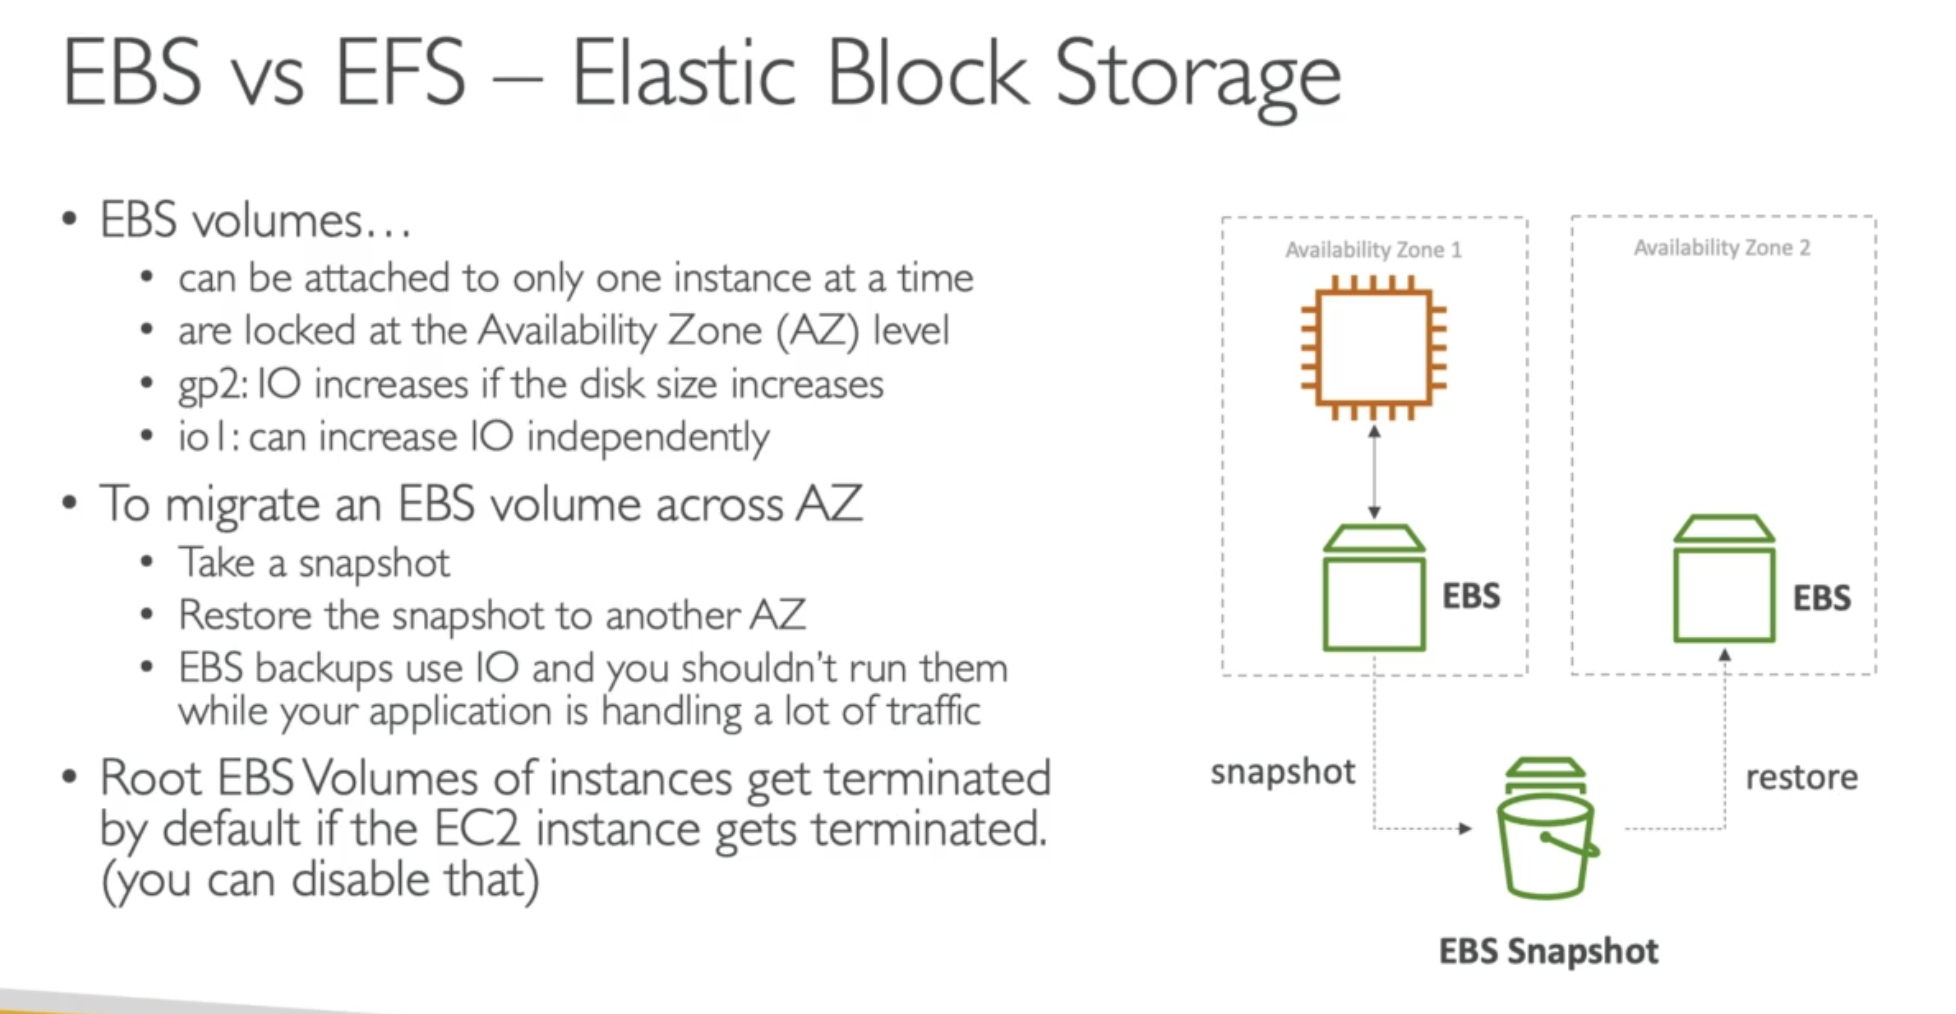 EBS vs EFS – Elastic Block Storage
• EBS volumes…
• can be attached to only one instance at a time
• are locked at the Availability Zone (AZ) level
• gp2: IO increases if the disk size increases
• io1: can increase IO independently
• To migrate an EBS volume across AZ
• Take a snapshot
• Restore the snapshot to another AZ
• EBS backups use IO and you shouldn't run them
while your application is handling a lot of traffic
• Root EBS Volumes of instances get terminated
by default if the EC2 instance gets terminated.
(you can disable that)
Availability Zone 1
Availability Zone 2
EBS
EBS
snapshot
restore
EBS Snapshot